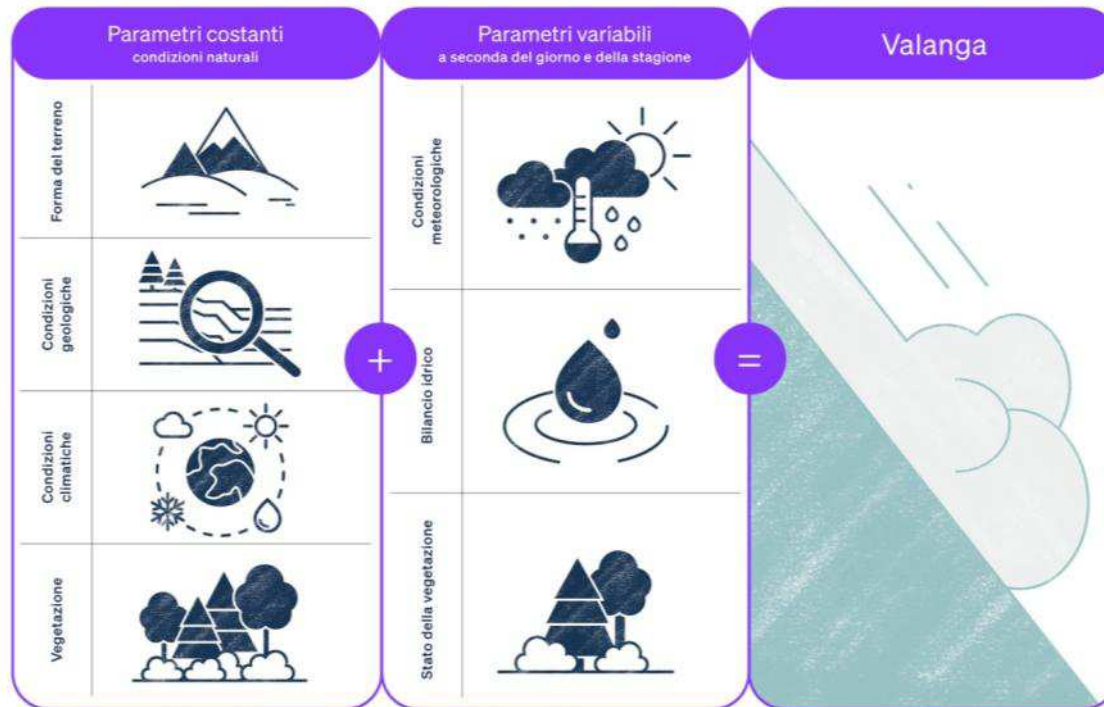 Parametri costanti
condizioni naturali
Forma del terreno
Condizioni
geologiche
Condizioni
climatiche
Vegetazione
+
Parametri variabili
a seconda del giorno e della stagione
Condizioni
meteorologiche
Bilancio idrico
Stato della vegetazione
=
Valanga